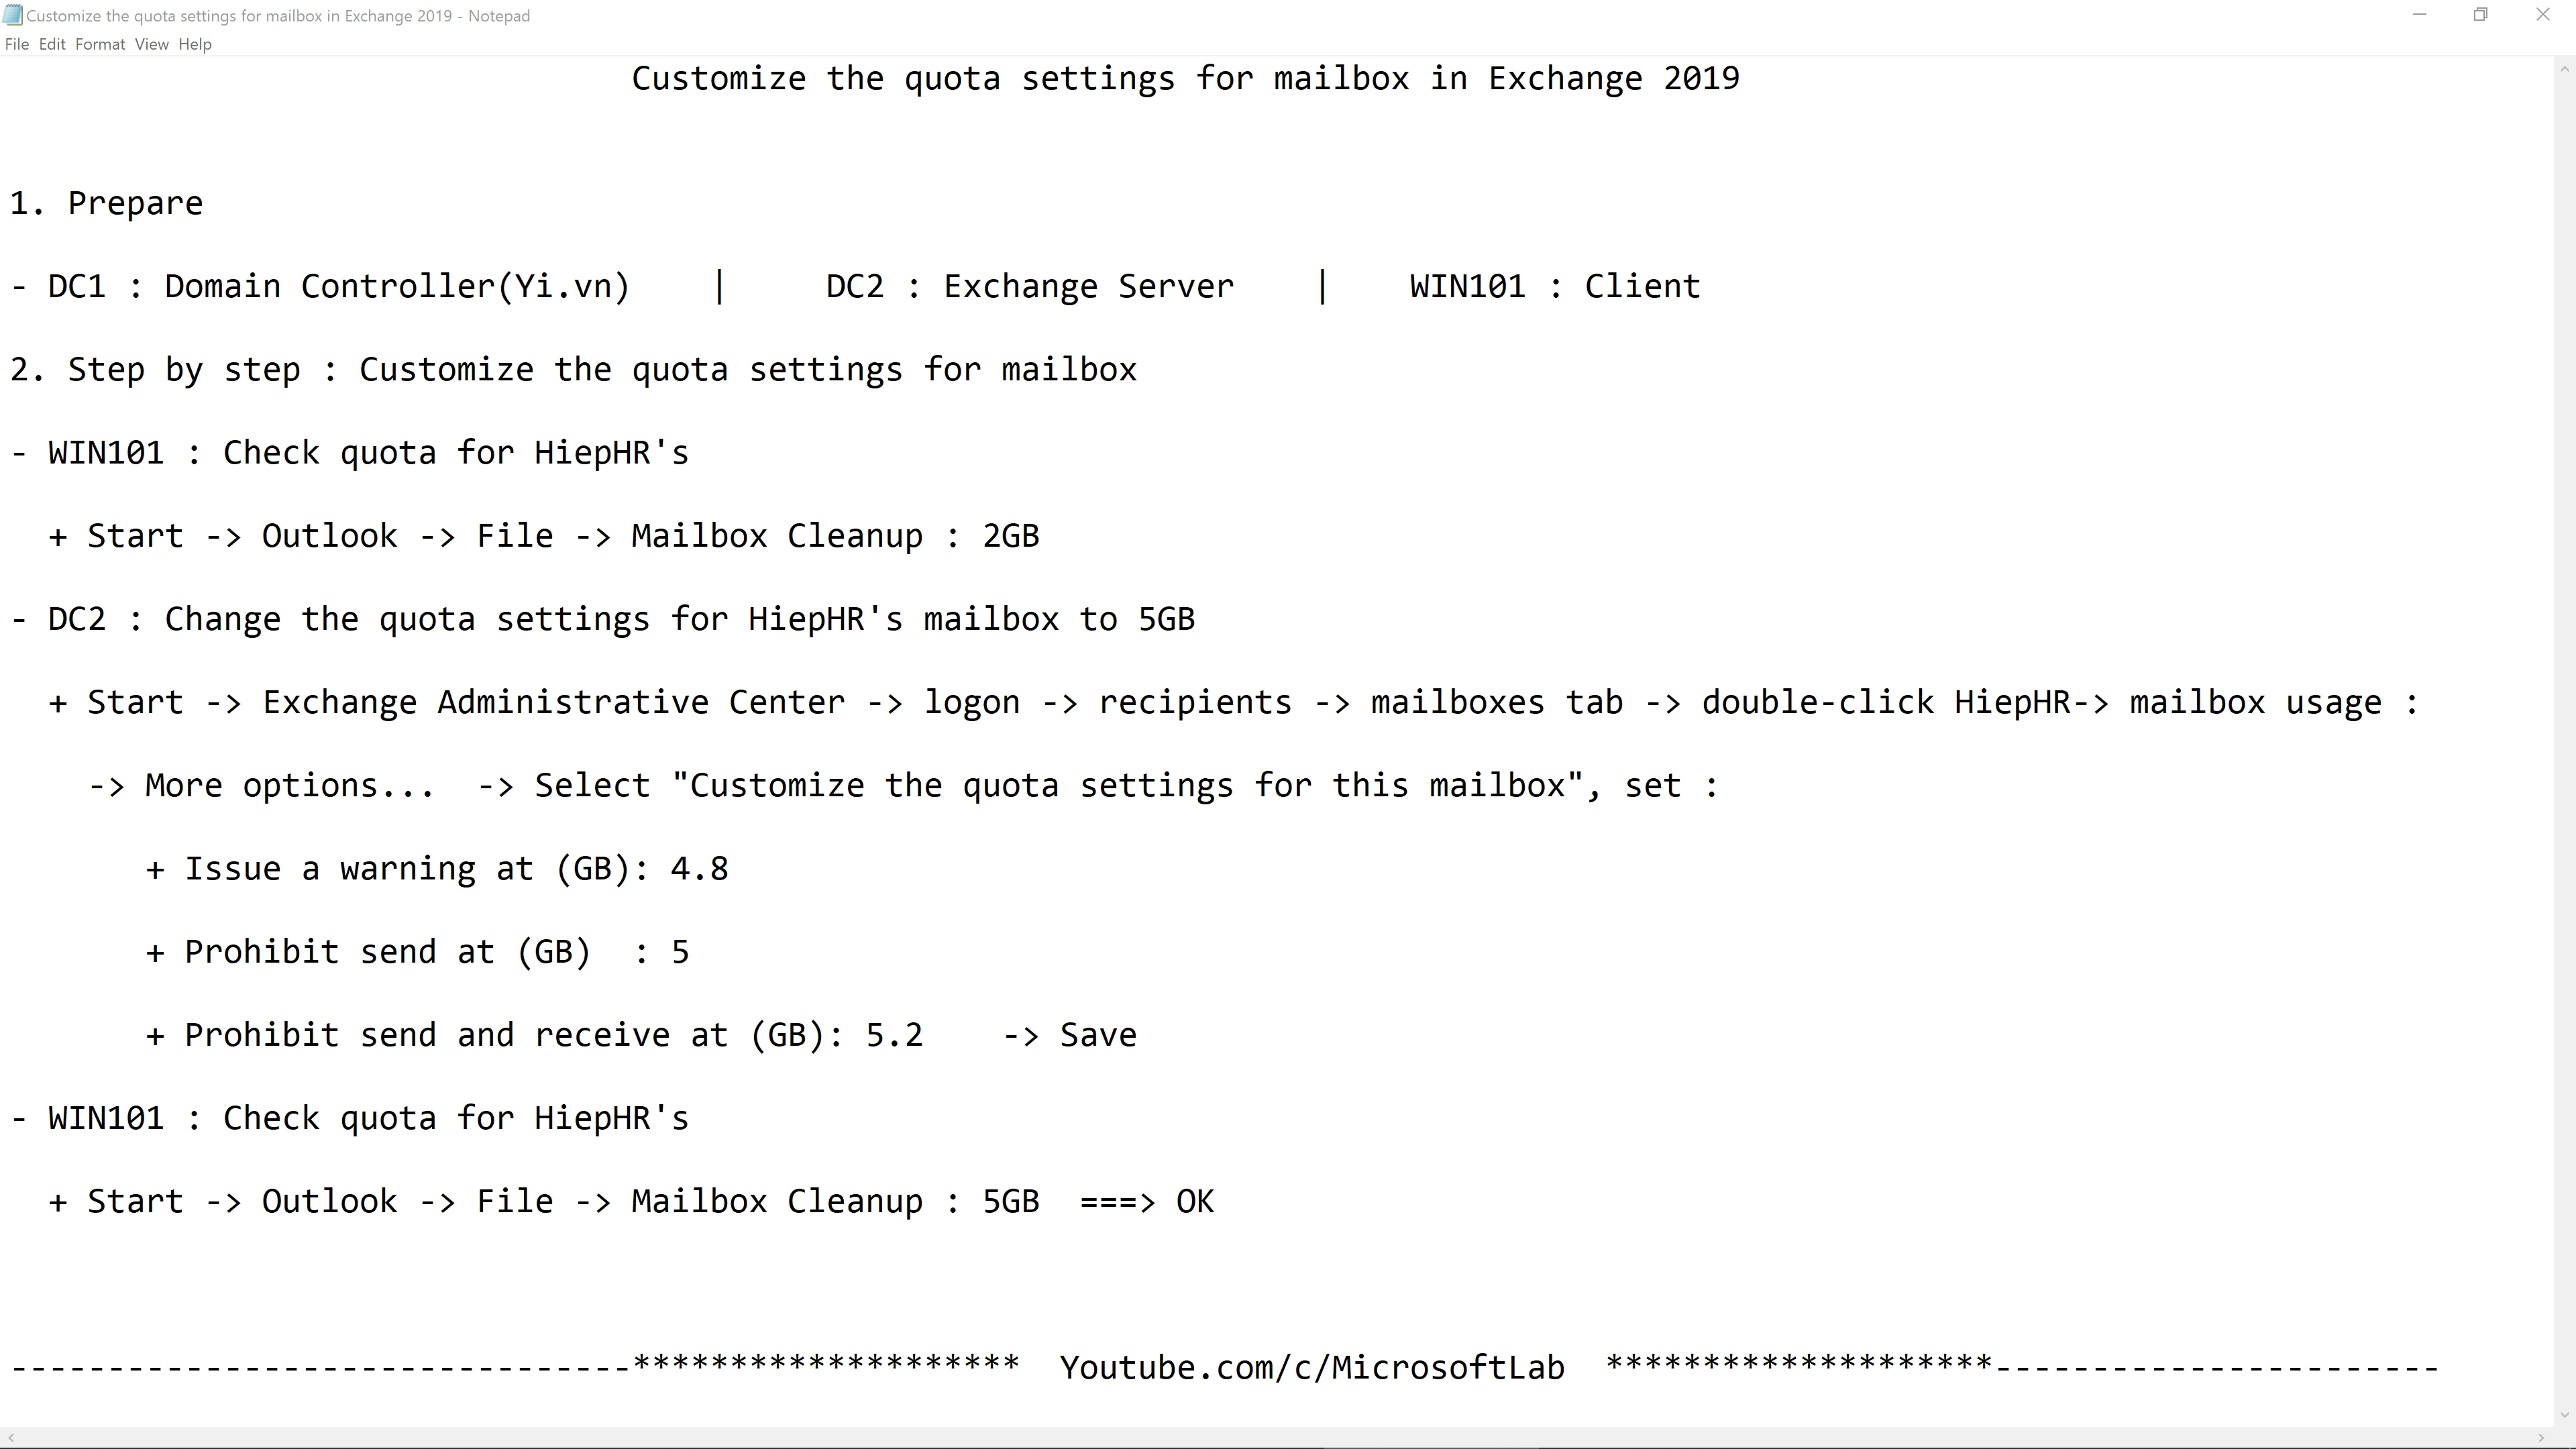 Customize the quota settings for mailbox in Exchange 2019 - Notepad
File Edit Format View Help
Customize the quota settings for mailbox in Exchange 2019
1. Prepare
- DC1 : Domain Controller(Yi.vn) | DC2 : Exchange Server | WIN101 : Client
2. Step by step : Customize the quota settings for mailbox
- WIN101 : Check quota for HiepHR's
+ Start -> Outlook -> File -> Mailbox Cleanup : 2GB
- DC2 : Change the quota settings for HiepHR's mailbox to 5GB
+ Start -> Exchange Administrative Center -> logon -> recipients -> mailboxes tab -> double-click HiepHR-> mailbox usage :
-> More options... -> Select "Customize the quota settings for this mailbox", set :
+ Issue a warning at (GB): 4.8
+ Prohibit send at (GB) : 5
+ Prohibit send and receive at (GB): 5.2 -> Save
- WIN101 : Check quota for HiepHR's
+ Start -> Outlook -> File -> Mailbox Cleanup : 5GB ===> OK
--------------------------------******************** Youtube.com/c/MicrosoftLab ********************-----------------------